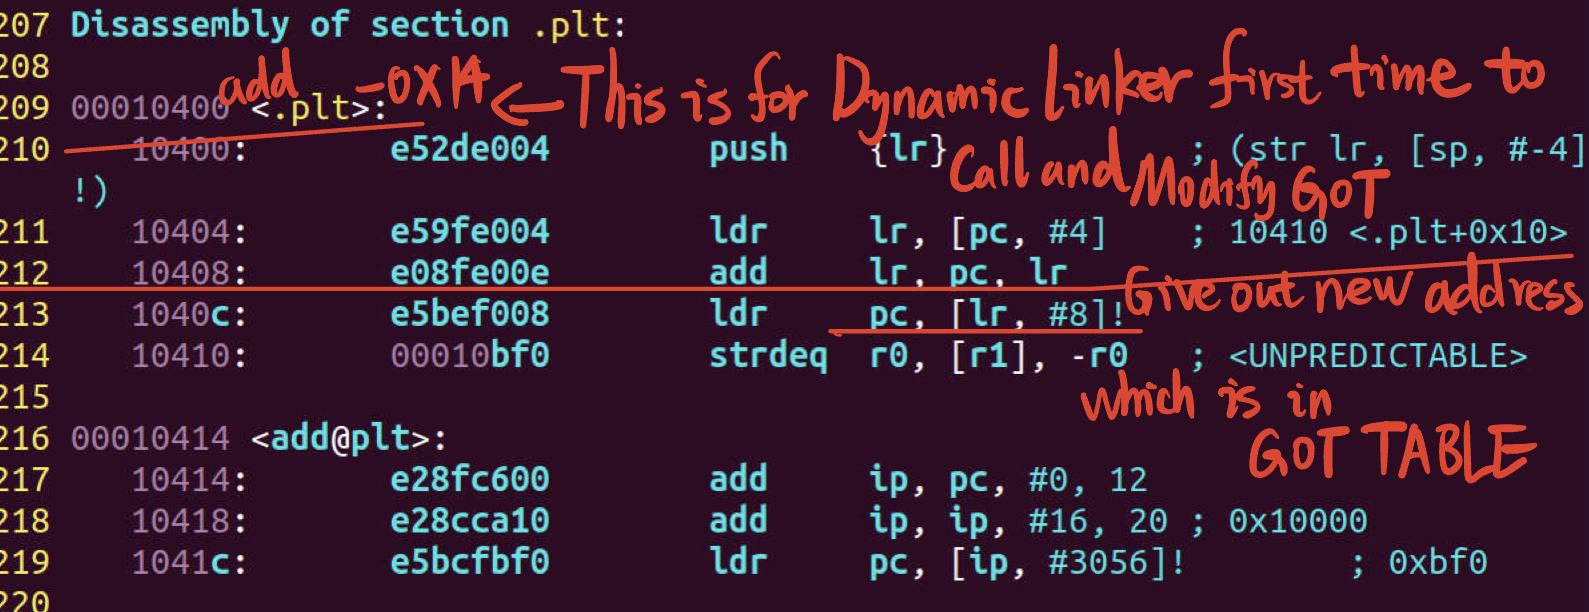 207 Disassembly of section .plt:
208
add -0x14 ← This is for Dynamic Linker first time to
209 00010400 <.plt>:
210 10400: e52de004 push {lr} ; (str lr, [sp, #-4]
!)
Call and Modify GOT
211 10404: e59fe004 ldr lr, [pc, #4] ; 10410 <.plt+0x10>
212 10408: e08fe00e add lr, pc, lr
Give out new address
213 1040c: e5bef008 ldr pc, [lr, #8]!
214 10410: 00010bf0 strdeq r0, [r1], -r0 ; <UNPREDICTABLE>
which is in
215
GOT TABLE
216 00010414 <add@plt>:
217 10414: e28fc600 add ip, pc, #0, 12
218 10418: e28cca10 add ip, ip, #16, 20 ; 0x10000
219 1041c: e5bcfbf0 ldr pc, [ip, #3056]! ; 0xbf0
220